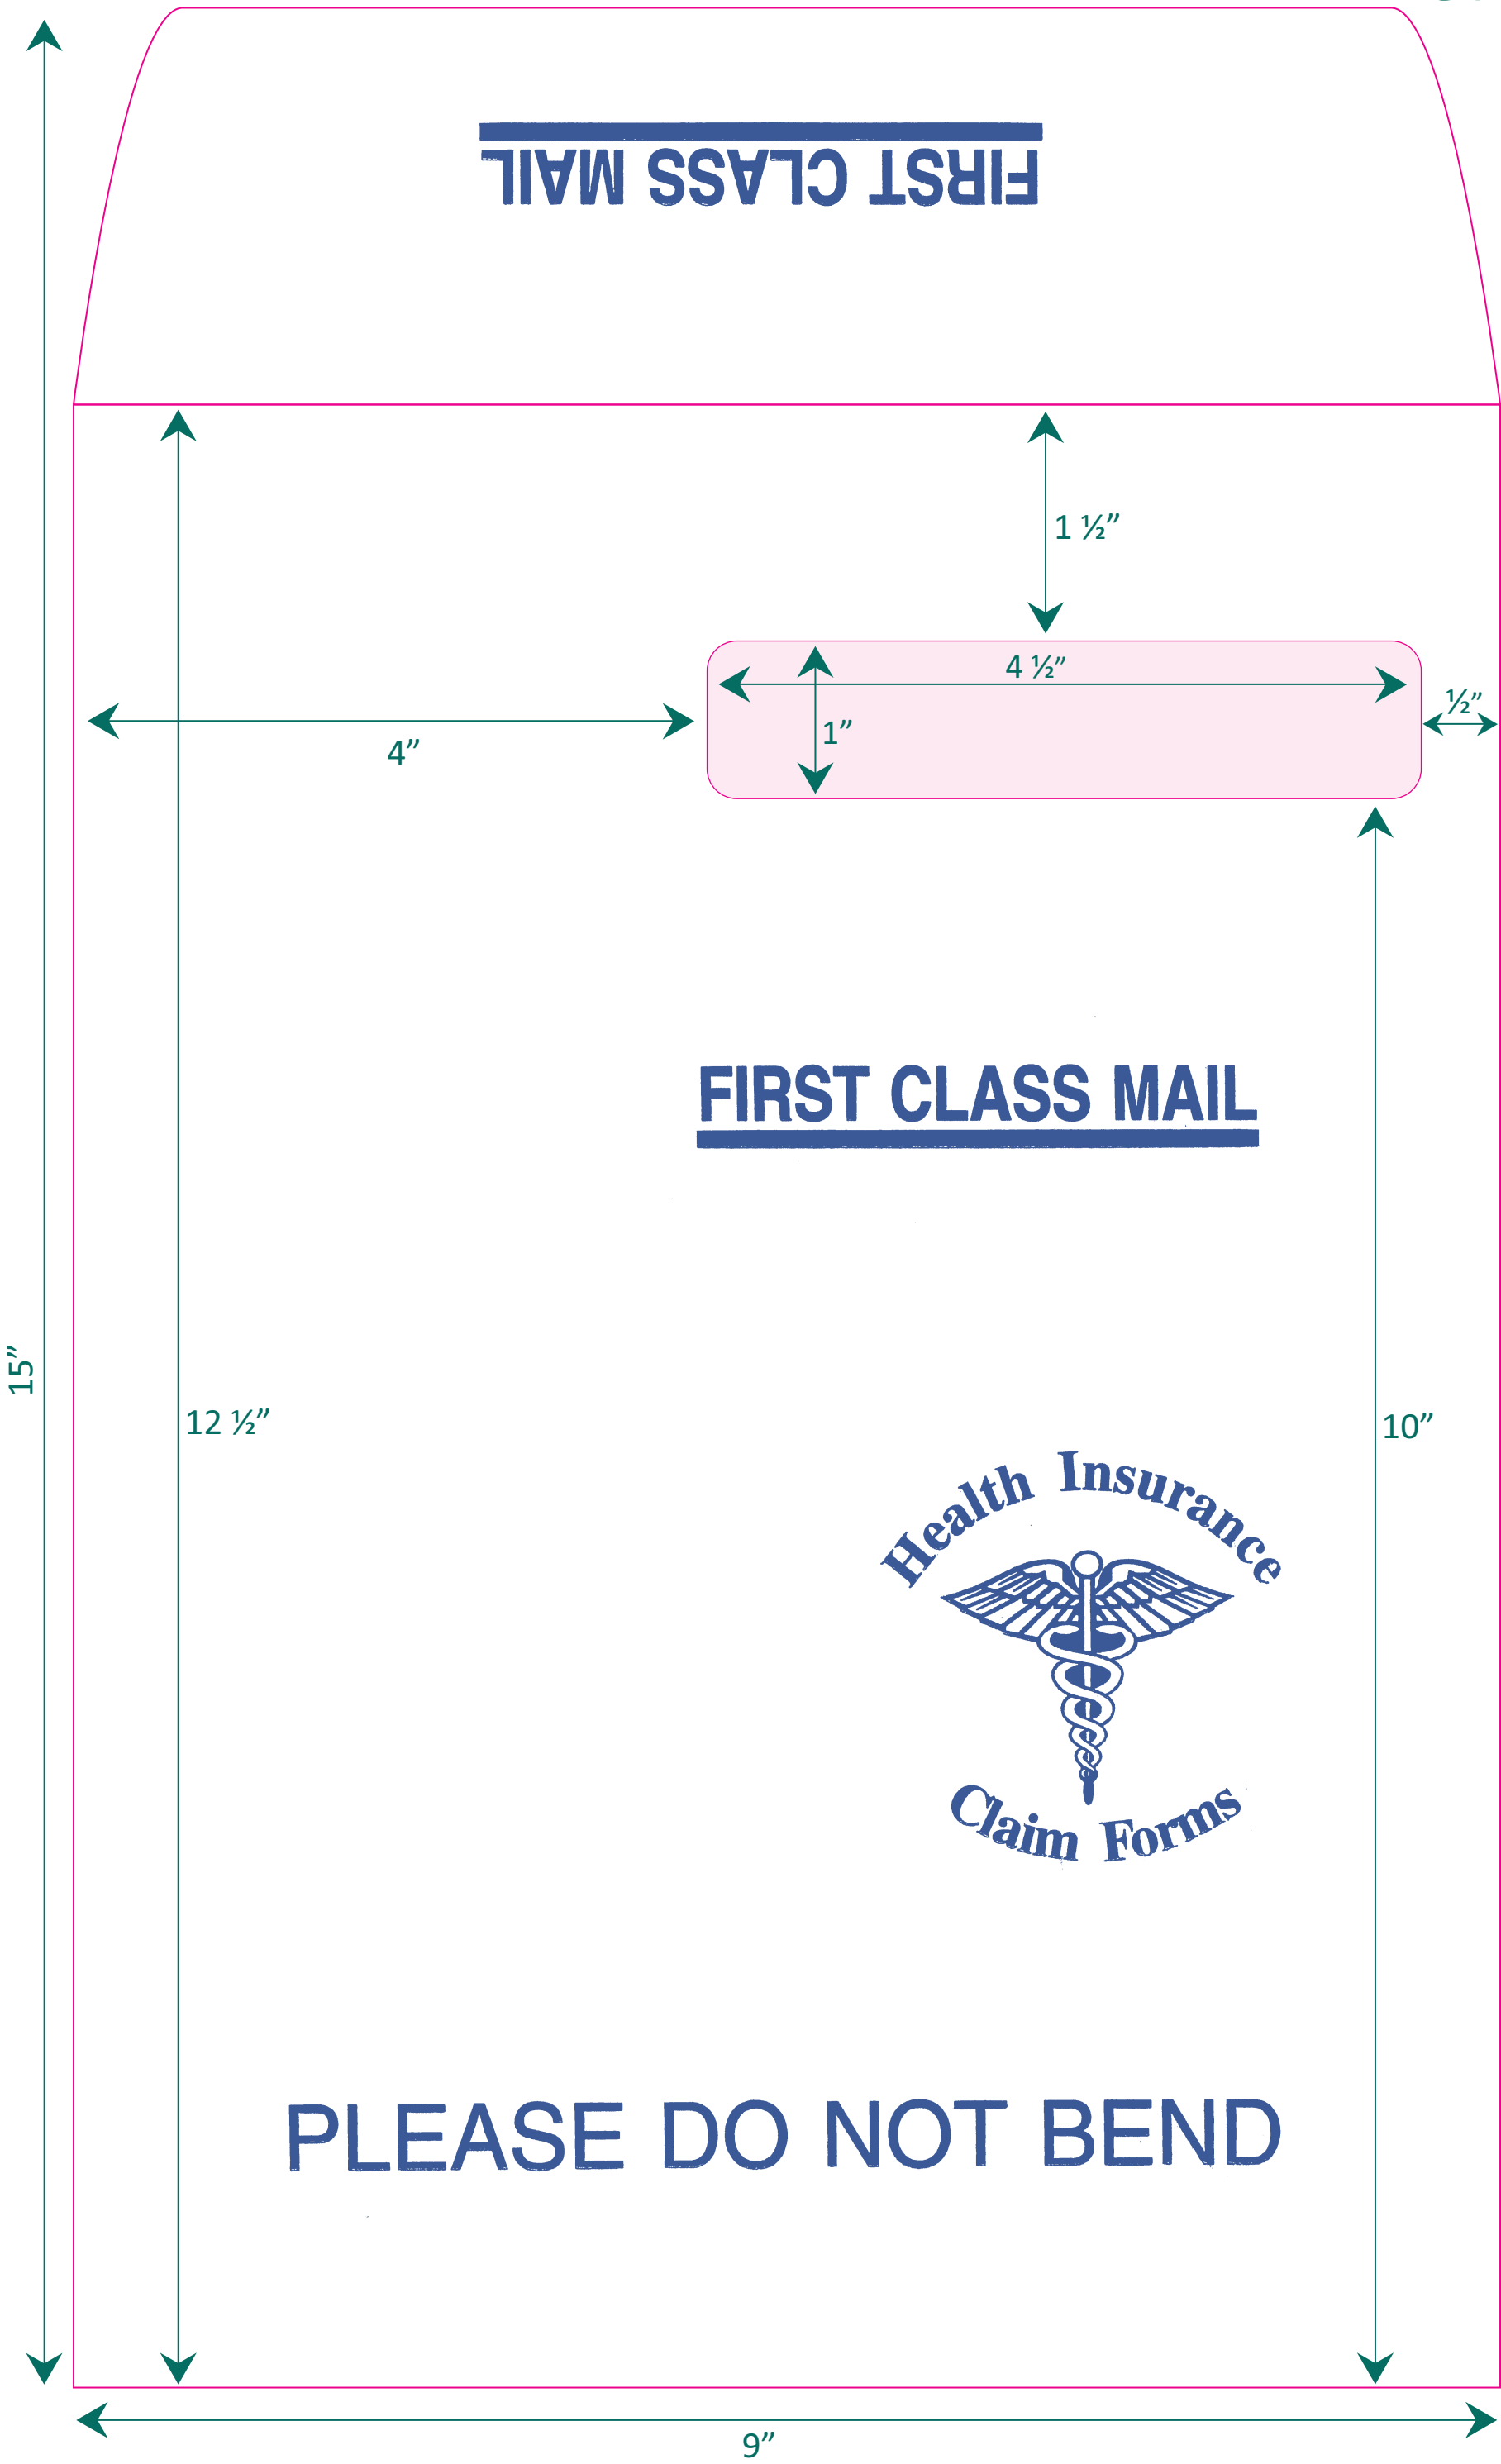 FIRST CLASS MAIL
1 ½”
4 ½”
½”
1”
4”
FIRST CLASS MAIL
15”
12 ½”
10”
Health Insurance
Claim Forms
PLEASE DO NOT BEND
9”